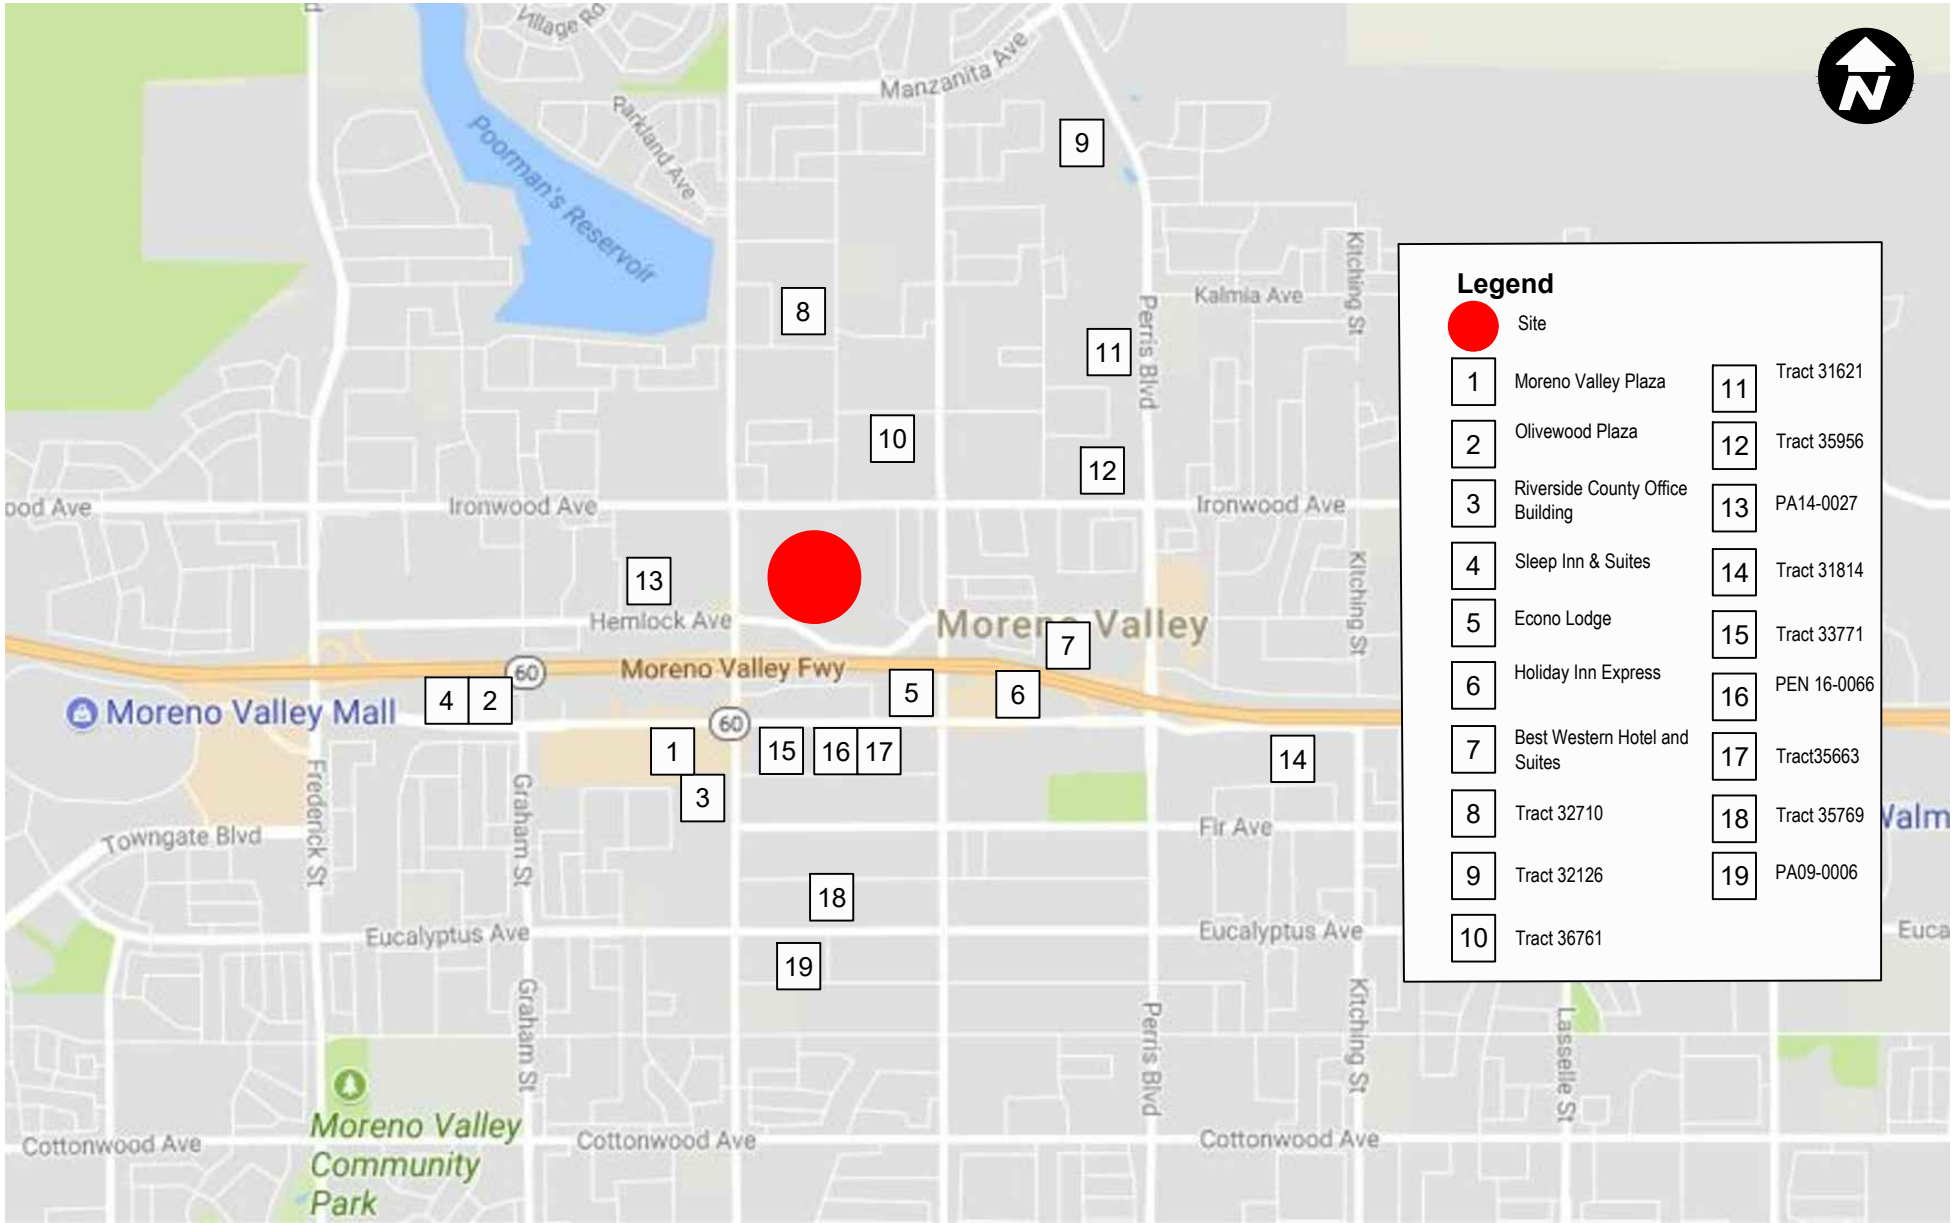 Village Rd
Manzanita Ave
N
Parkland Ave
9
Poorman's Reservoir
Kitching St
8
Kalmia Ave
Perris Blvd
11
10
12
ood Ave
Ironwood Ave
Ironwood Ave
13
Kitching St
Hemlock Ave
Moreno Valley
7
Moreno Valley Fwy
60
4
2
5
6
Moreno Valley Mall
60
1
15
16
17
14
3
Frederick St
Graham St
Towngate Blvd
Fir Ave
Walm
18
Eucalyptus Ave
Eucalyptus Ave
Euca
19
Graham St
Perris Blvd
Kitching St
Lasselle St
Moreno Valley
Community
Park
Cottonwood Ave
Cottonwood Ave
Cottonwood Ave
Legend
Site
1 Moreno Valley Plaza
2 Olivewood Plaza
3 Riverside County Office
Building
4 Sleep Inn & Suites
5 Econo Lodge
6 Holiday Inn Express
7 Best Western Hotel and
Suites
8 Tract 32710
9 Tract 32126
10 Tract 36761
11 Tract 31621
12 Tract 35956
13 PA14-0027
14 Tract 31814
15 Tract 33771
16 PEN 16-0066
17 Tract35663
18 Tract 35769
19 PA09-0006